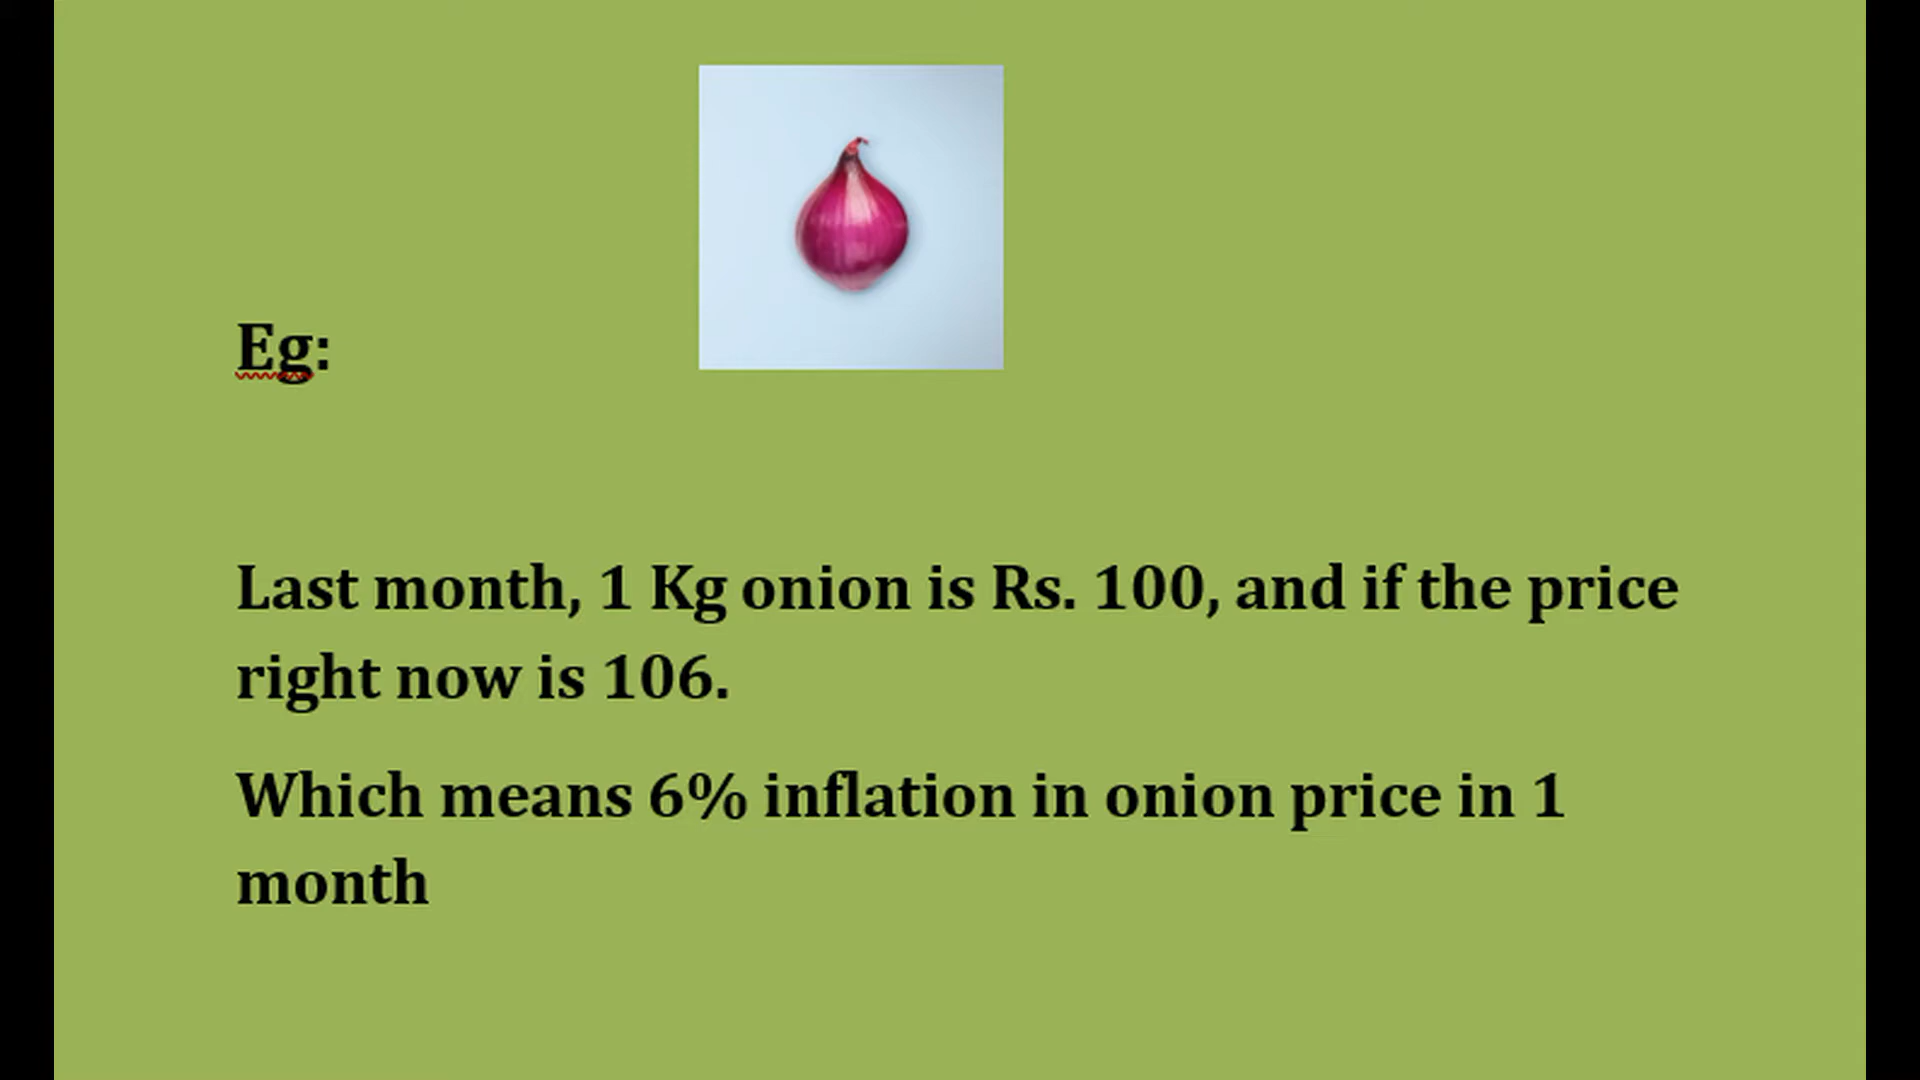 Eg:
Last month, 1 Kg onion is Rs. 100, and if the price
right now is 106.
Which means 6% inflation in onion price in 1
month